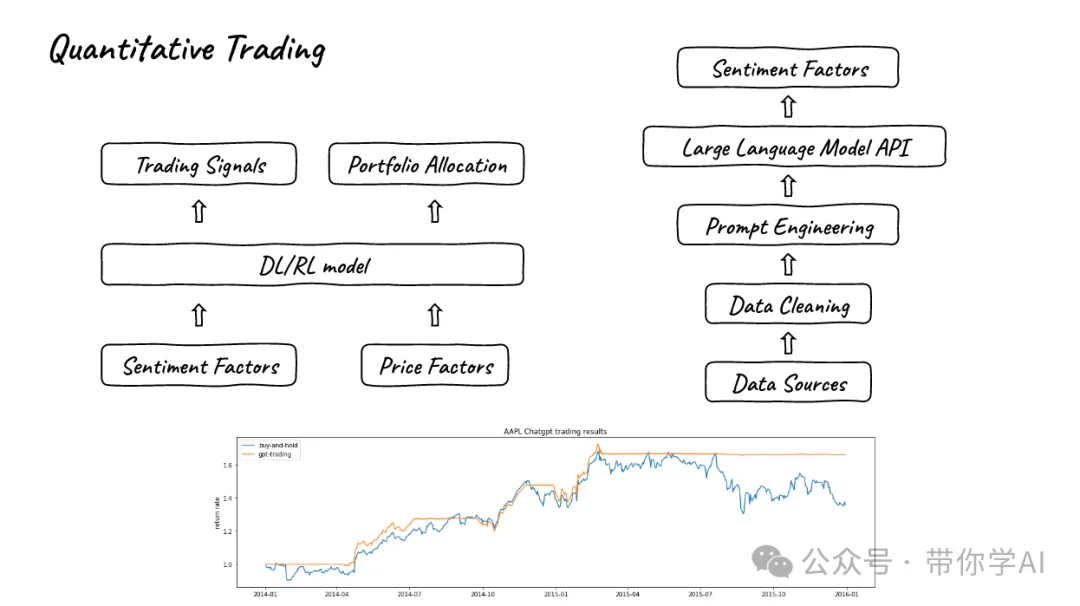 Quantitative Trading
Trading Signals
Portfolio Allocation
DL/RL model
Sentiment Factors
Price Factors
Sentiment Factors
Large Language Model API
Prompt Engineering
Data Cleaning
Data Sources
AAPL Chatgpt trading results
buy-and-hold
gpt-trading
return rate
1.6
1.4
1.2
1.0
2014-01
2014-04
2014-07
2014-10
2015-01
2015-04
2015-07
2015-10
2016-01
公众号 · 带你学AI